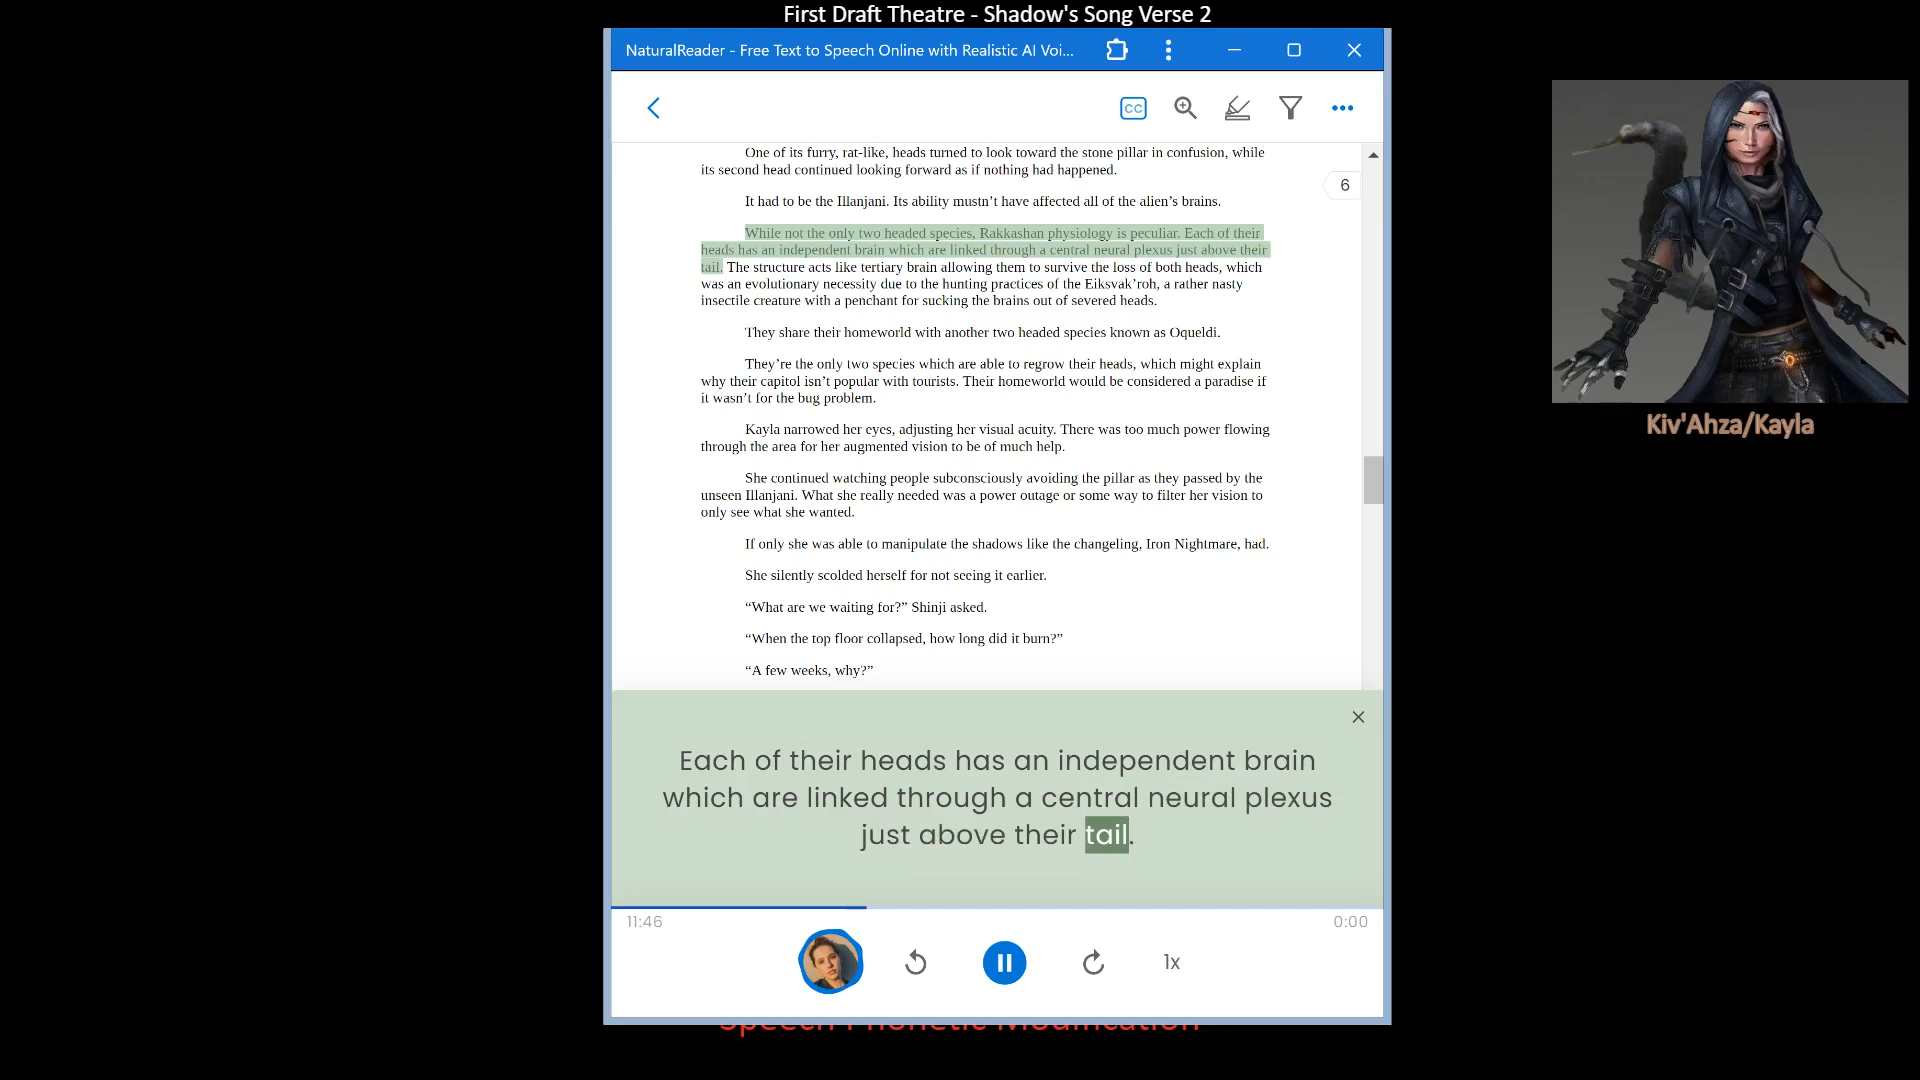 First Draft Theatre - Shadow's Song Verse 2
NaturalReader - Free Text to Speech Online with Realistic AI Voi...
CC
6
One of its furry, rat-like, heads turned to look toward the stone pillar in confusion, while
its second head continued looking forward as if nothing had happened.
It had to be the Illanjani. Its ability mustn’t have affected all of the alien’s brains.
While not the only two headed species, Rakkashan physiology is peculiar. Each of their
heads has an independent brain which are linked through a central neural plexus just above their
tail. The structure acts like tertiary brain allowing them to survive the loss of both heads, which
was an evolutionary necessity due to the hunting practices of the Eiksvak’roh, a rather nasty
insectile creature with a penchant for sucking the brains out of severed heads.
They share their homeworld with another two headed species known as Oqueldi.
They’re the only two species which are able to regrow their heads, which might explain
why their capitol isn’t popular with tourists. Their homeworld would be considered a paradise if
it wasn’t for the bug problem.
Kayla narrowed her eyes, adjusting her visual acuity. There was too much power flowing
through the area for her augmented vision to be of much help.
She continued watching people subconsciously avoiding the pillar as they passed by the
unseen Illanjani. What she really needed was a power outage or some way to filter her vision to
only see what she wanted.
If only she was able to manipulate the shadows like the changeling, Iron Nightmare, had.
She silently scolded herself for not seeing it earlier.
“What are we waiting for?” Shinji asked.
“When the top floor collapsed, how long did it burn?”
“A few weeks, why?”
Each of their heads has an independent brain
which are linked through a central neural plexus
just above their tail.
11:46
0:00
1x
Speech Phonetic Modification
Kiv'Ahza/Kayla